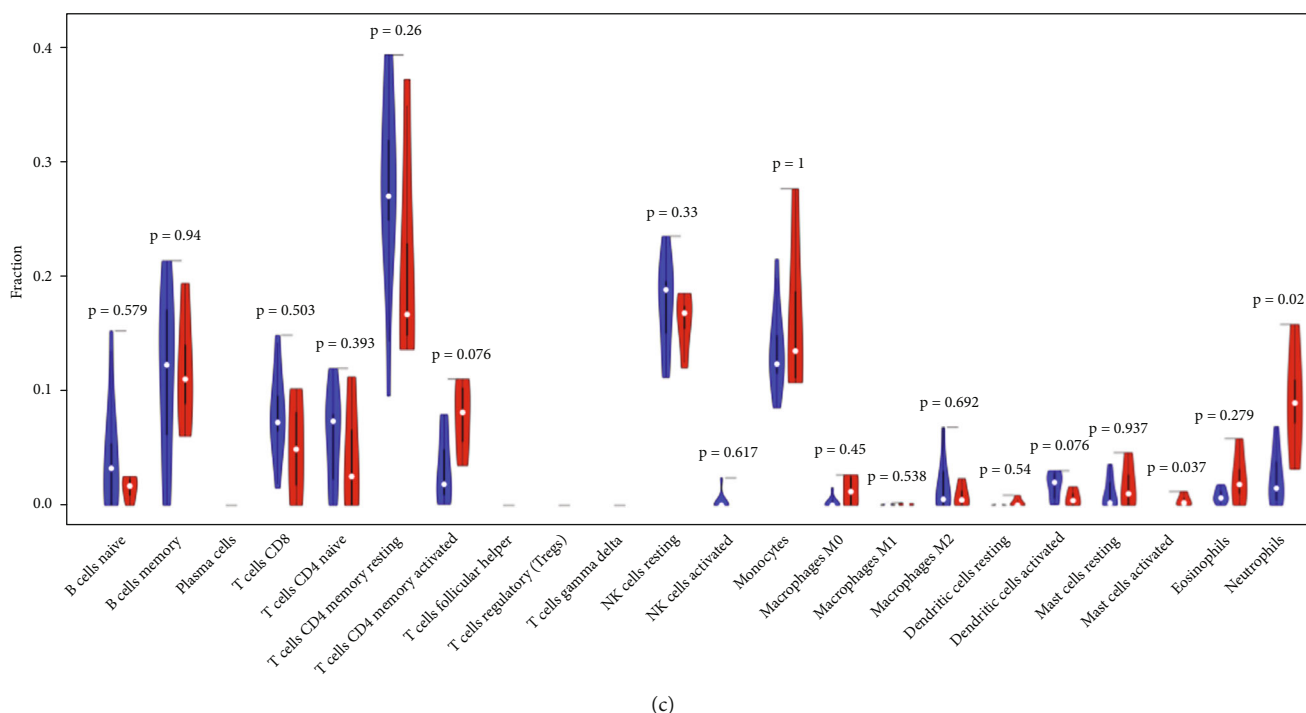 p = 0.26
0.4
p = 1
0.3
p = 0.33
p = 0.94
Fraction
0.2
p = 0.579
p = 0.503
p = 0.02
p = 0.393
p = 0.076
0.1
p = 0.692
p = 0.279
p = 0.617
p = 0.45
p = 0.076
p = 0.937
p = 0.538
p = 0.54
p = 0.037
0.0
B cells naive
B cells memory
Plasma cells
T cells CD8
T cells CD4 naive
T cells CD4 memory resting
T cells CD4 memory activated
T cells follicular helper
T cells regulatory (Tregs)
T cells gamma delta
NK cells resting
NK cells activated
Monocytes
Macrophages M0
Macrophages M1
Macrophages M2
Dendritic cells resting
Dendritic cells activated
Mast cells resting
Mast cells activated
Eosinophils
Neutrophils
(c)